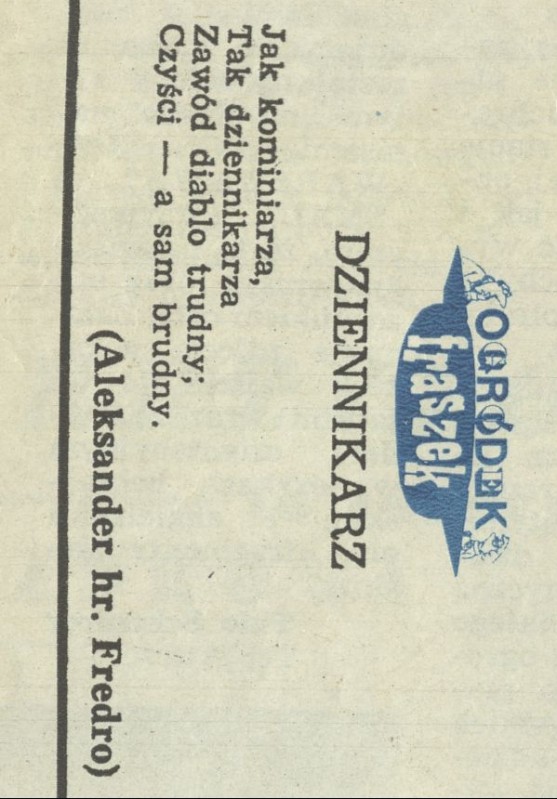 OGRÓDEK
fraszek
DZIENNIKARZ
Jak kominiarza,
Tak dziennikarza
Zawód diablo trudny;
Czyści — a sam brudny.
(Aleksander hr. Fredro)